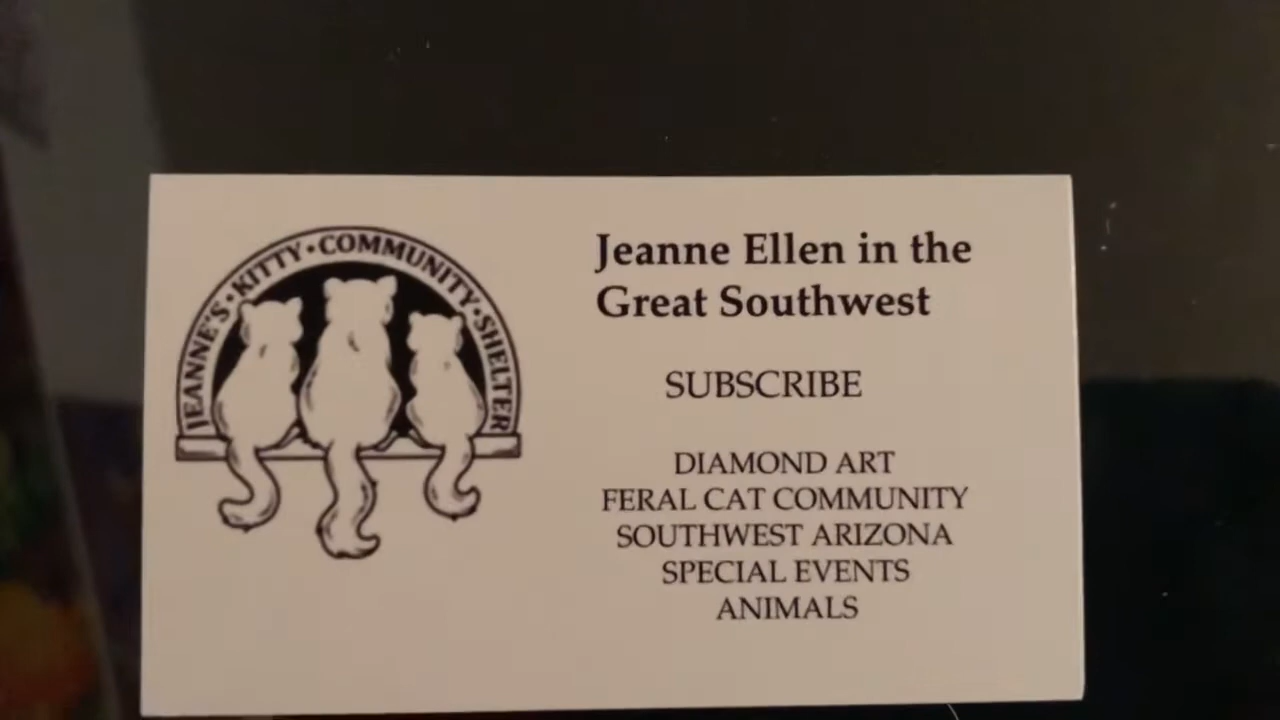 JEANNE'S • KITTY • COMMUNITY • SHELTER
Jeanne Ellen in the
Great Southwest
SUBSCRIBE
DIAMOND ART
FERAL CAT COMMUNITY
SOUTHWEST ARIZONA
SPECIAL EVENTS
ANIMALS